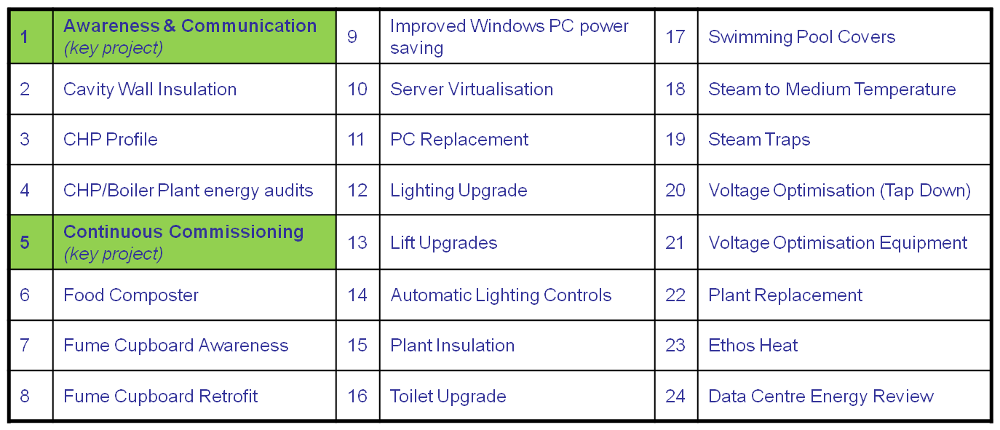 1 Awareness & Communication
(key project)
9 Improved Windows PC power
saving
17 Swimming Pool Covers
2 Cavity Wall Insulation
10 Server Virtualisation
18 Steam to Medium Temperature
3 CHP Profile
11 PC Replacement
19 Steam Traps
4 CHP/Boiler Plant energy audits
12 Lighting Upgrade
20 Voltage Optimisation (Tap Down)
5 Continuous Commissioning
(key project)
13 Lift Upgrades
21 Voltage Optimisation Equipment
6 Food Composter
14 Automatic Lighting Controls
22 Plant Replacement
7 Fume Cupboard Awareness
15 Plant Insulation
23 Ethos Heat
8 Fume Cupboard Retrofit
16 Toilet Upgrade
24 Data Centre Energy Review